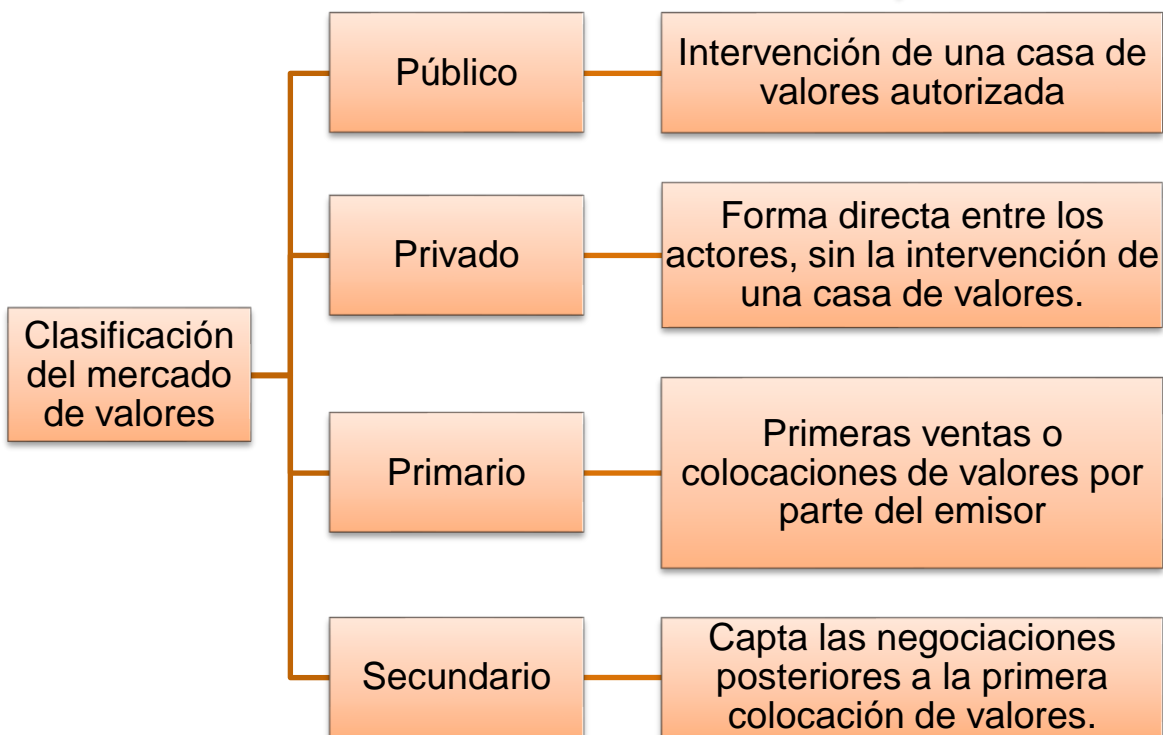 Clasificación
del mercado
de valores
Público
Intervención de una casa de
valores autorizada
Privado
Forma directa entre los
actores, sin la intervención de
una casa de valores.
Primario
Primeras ventas o
colocaciones de valores por
parte del emisor
Secundario
Capta las negociaciones
posteriores a la primera
colocación de valores.